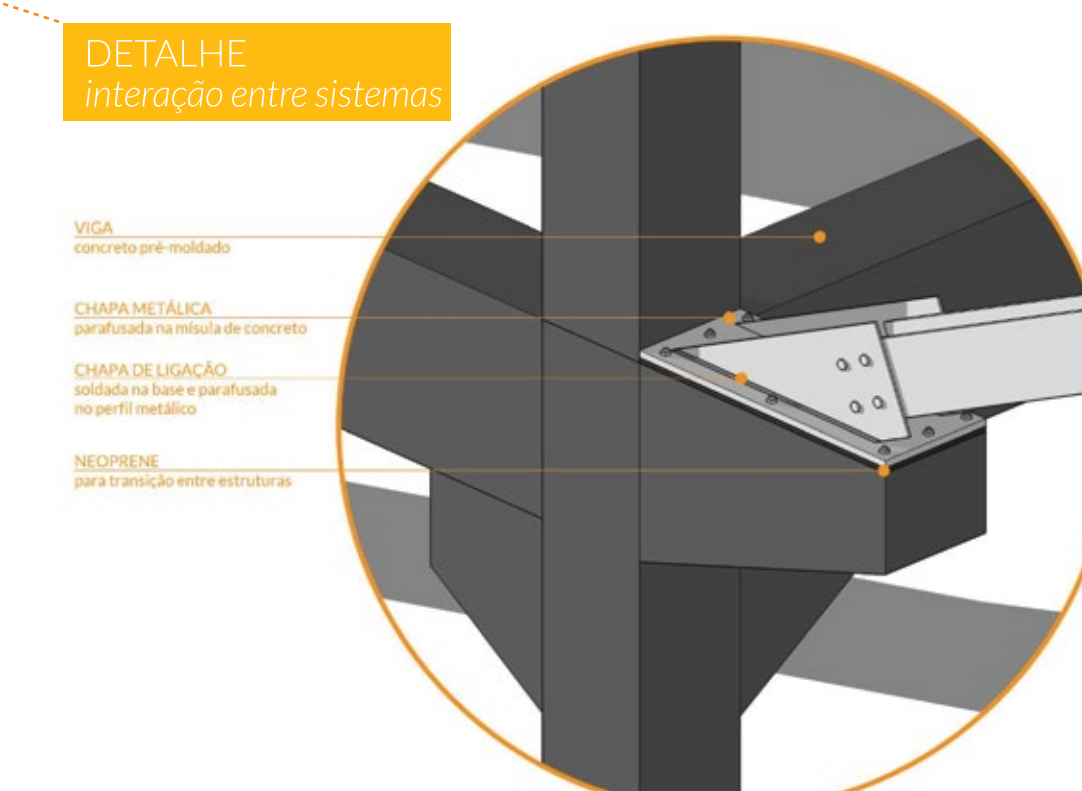 DETALHE
interação entre sistemas
VIGA
concreto pré-moldado
CHAPA METÁLICA
parafusada na mísula de concreto
CHAPA DE LIGAÇÃO
soldada na base e parafusada
no perfil metálico
NEOPRENE
para transição entre estruturas